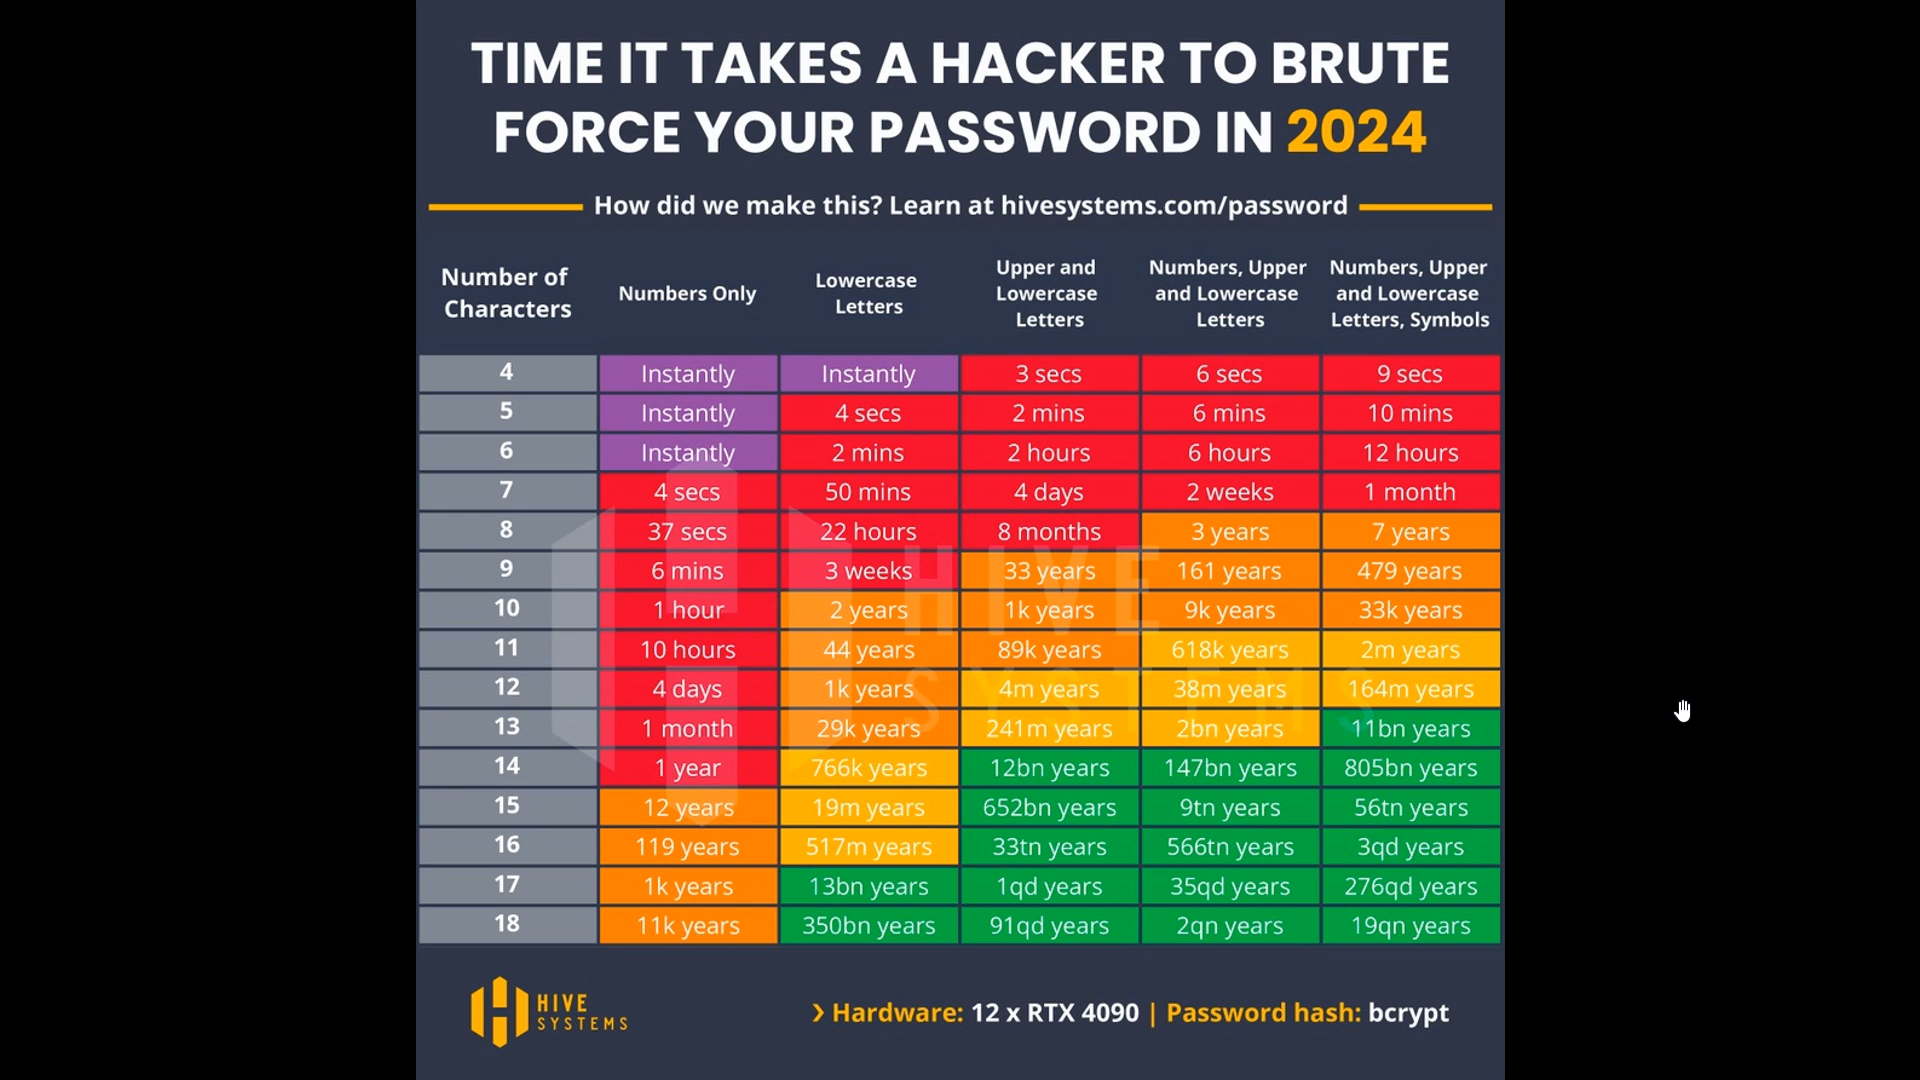 TIME IT TAKES A HACKER TO BRUTE
FORCE YOUR PASSWORD IN 2024
How did we make this? Learn at hivesystems.com/password
Number of Characters Numbers Only Lowercase Letters Upper and Lowercase Letters Numbers, Upper and Lowercase Letters Numbers, Upper and Lowercase Letters, Symbols
4 Instantly Instantly 3 secs 6 secs 9 secs
5 Instantly 4 secs 2 mins 6 mins 10 mins
6 Instantly 2 mins 2 hours 6 hours 12 hours
7 4 secs 50 mins 4 days 2 weeks 1 month
8 37 secs 22 hours 8 months 3 years 7 years
9 6 mins 3 weeks 33 years 161 years 479 years
10 1 hour 2 years 1k years 9k years 33k years
11 10 hours 44 years 89k years 618k years 2m years
12 4 days 1k years 4m years 38m years 164m years
13 1 month 29k years 241m years 2bn years 11bn years
14 1 year 766k years 12bn years 147bn years 805bn years
15 12 years 19m years 652bn years 9tn years 56tn years
16 119 years 517m years 33tn years 566tn years 3qd years
17 1k years 13bn years 1qd years 35qd years 276qd years
18 11k years 350bn years 91qd years 2qn years 19qn years
HIVE
SYSTEMS
HIVE
SYSTEMS
› Hardware: 12 x RTX 4090 | Password hash: bcrypt